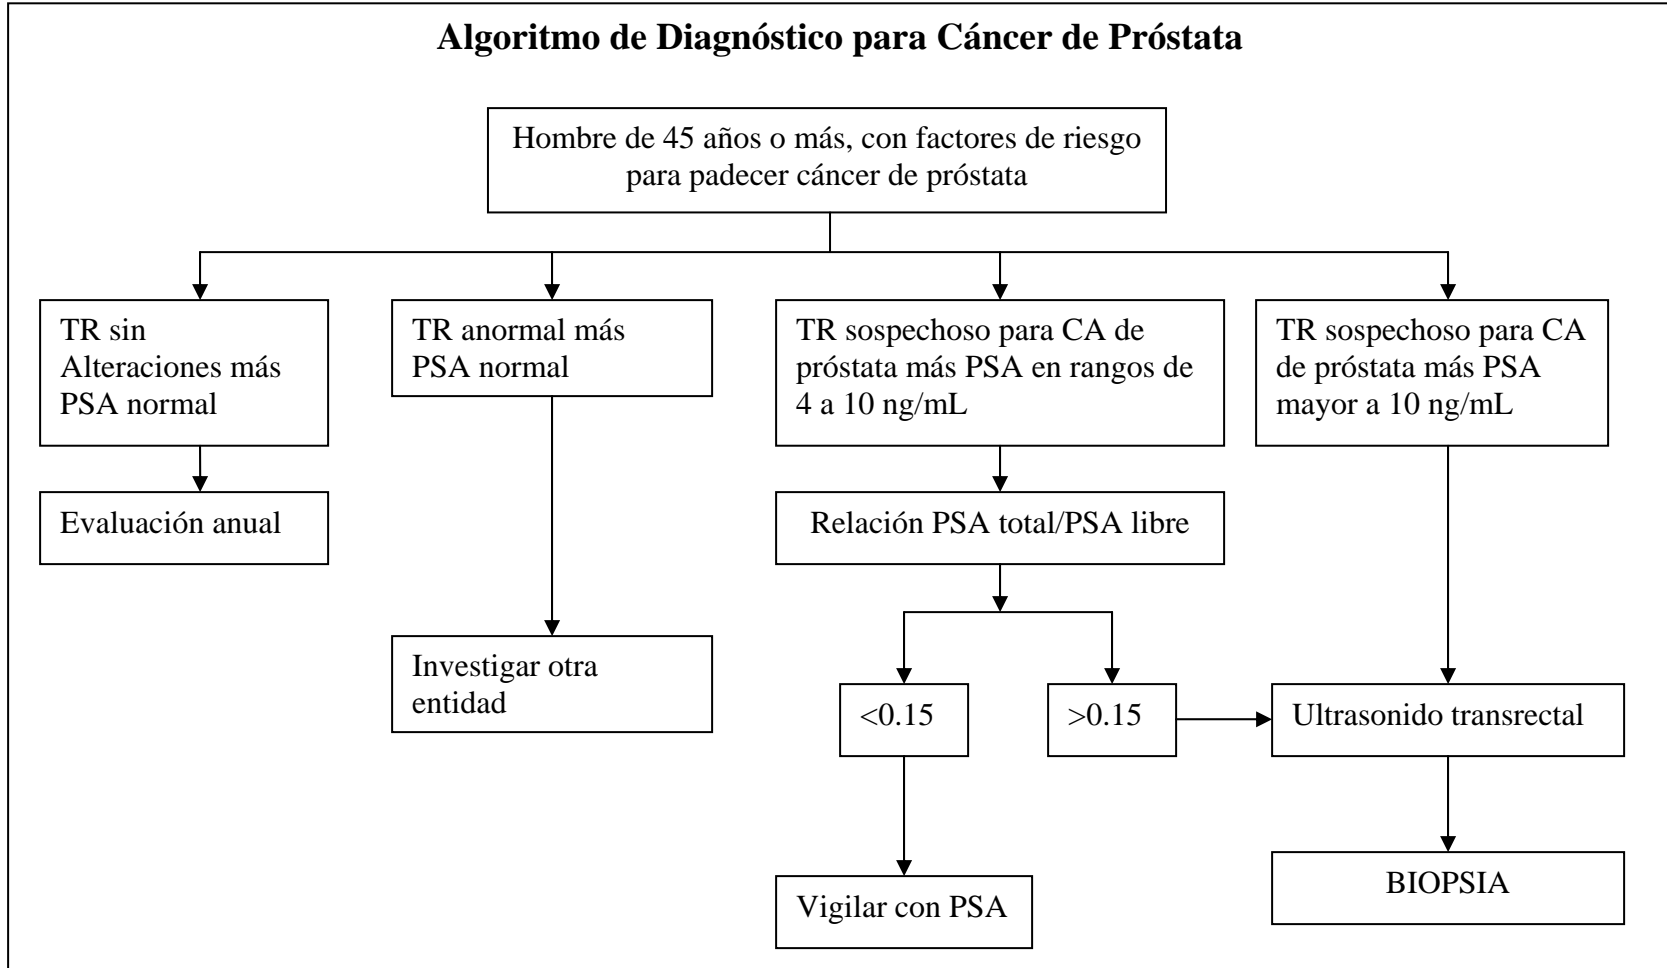 Algoritmo de Diagnóstico para Cáncer de Próstata
Hombre de 45 años o más, con factores de riesgo
para padecer cáncer de próstata
TR sin
Alteraciones más
PSA normal
TR anormal más
PSA normal
TR sospechoso para CA de
próstata más PSA en rangos de
4 a 10 ng/mL
TR sospechoso para CA
de próstata más PSA
mayor a 10 ng/mL
Evaluación anual
Relación PSA total/PSA libre
Investigar otra
entidad
<0.15
>0.15
Ultrasonido transrectal
Vigilar con PSA
BIOPSIA